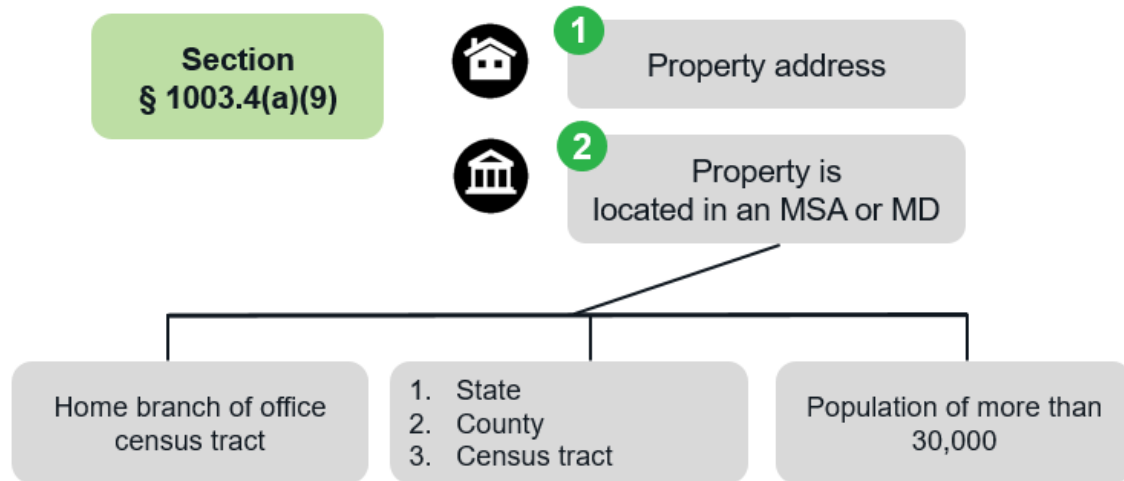 Section
§ 1003.4(a)(9)
1
Property address
2
Property is
located in an MSA or MD
Home branch of office
census tract
1. State
2. County
3. Census tract
Population of more than
30,000